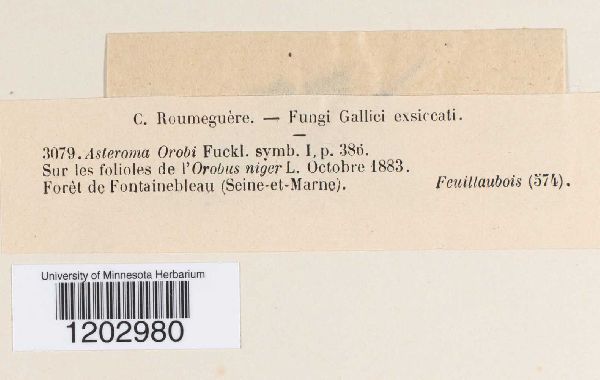 C. Roumeguère. — Fungi Gallici exsiccati.
3079. Asteroma Orobi Fuckl. symb. I, p. 386.
Sur les folioles de l'Orobus niger L. Octobre 1883.
Forêt de Fontainebleau (Seine-et-Marne). Feuillaubois (574).
University of Minnesota Herbarium
1202980